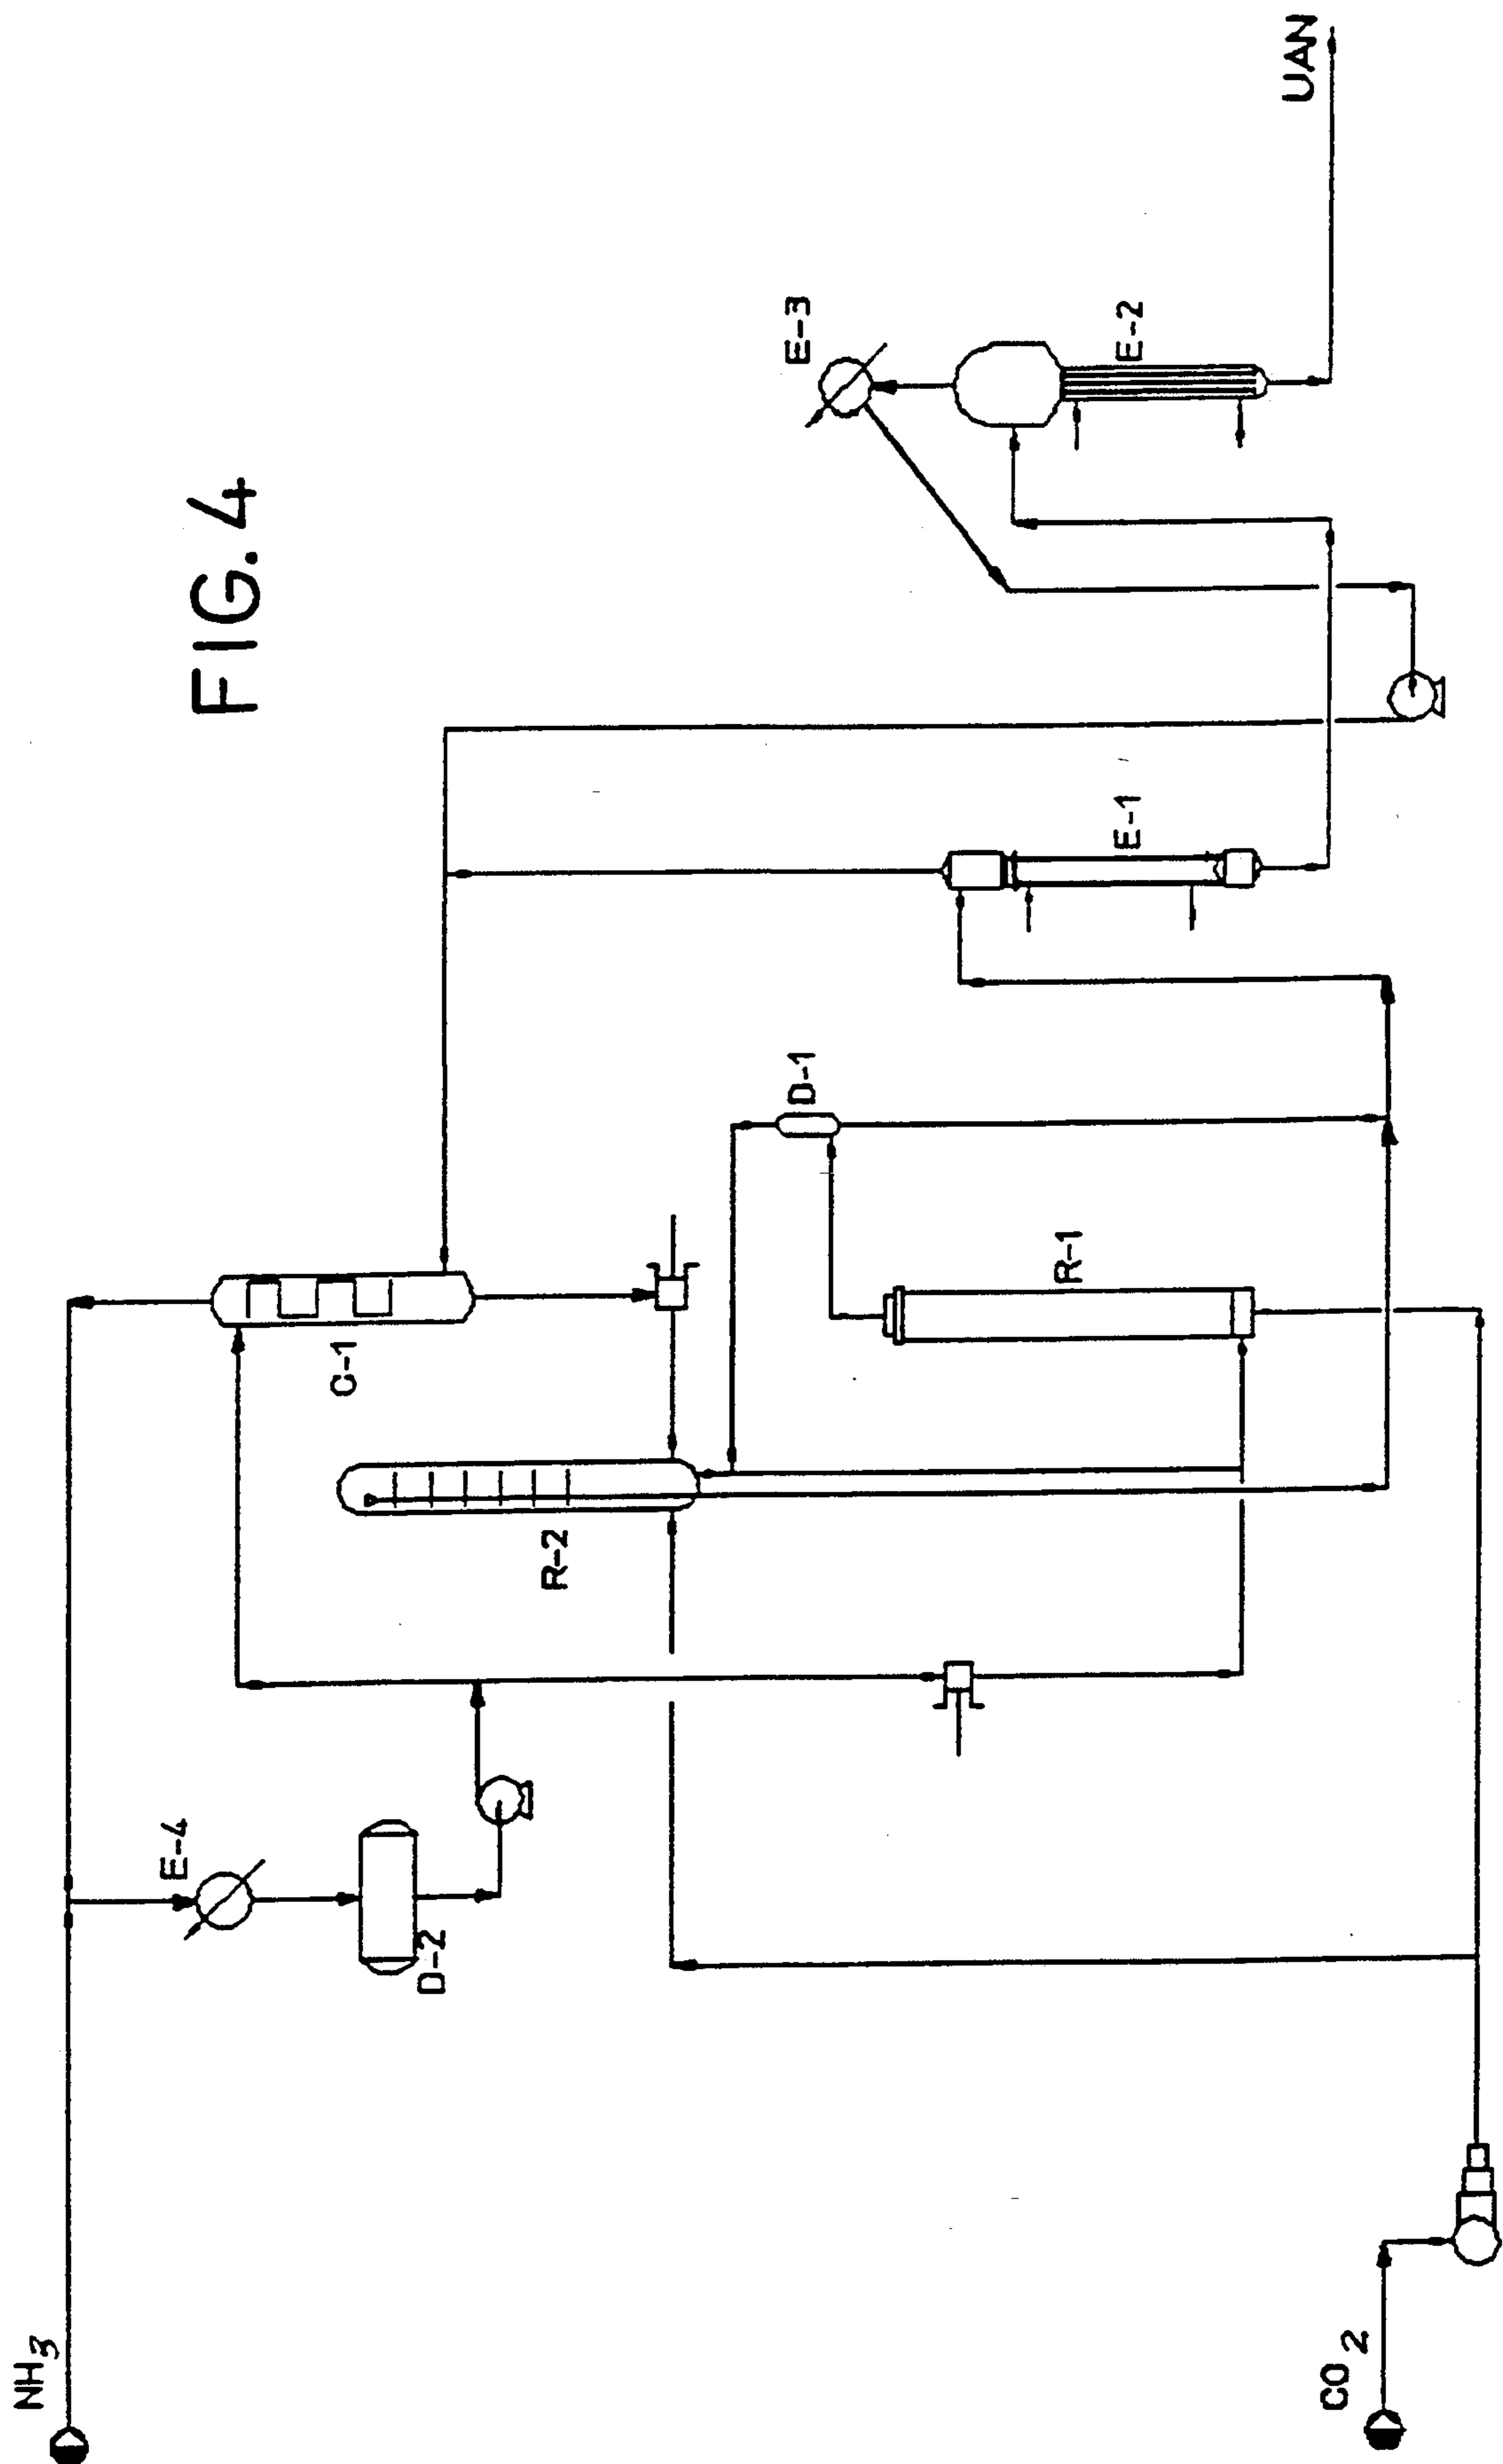 NH3
E-4
FIG. 4
C-1
D-2
R-2
D-1
E-3
R-1
E-1
E-2
UAN
CO2